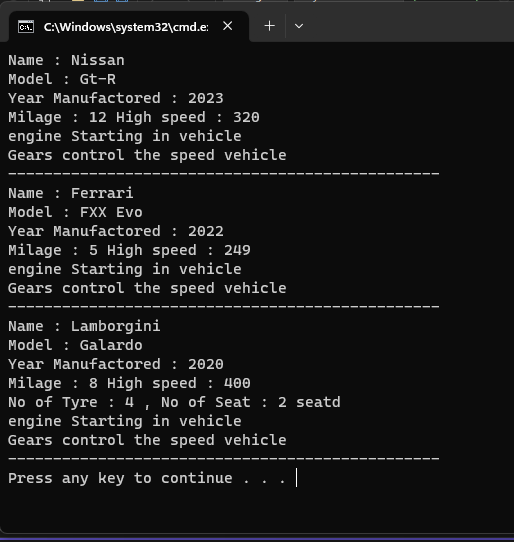 C:\Windows\system32\cmd.e
Name : Nissan
Model : Gt-R
Year Manufactored : 2023
Milage : 12 High speed : 320
engine Starting in vehicle
Gears control the speed vehicle
------------------------------------------------
Name : Ferrari
Model : FXX Evo
Year Manufactored : 2022
Milage : 5 High speed : 249
engine Starting in vehicle
Gears control the speed vehicle
------------------------------------------------
Name : Lamborgini
Model : Galardo
Year Manufactored : 2020
Milage : 8 High speed : 400
No of Tyre : 4 , No of Seat : 2 seatd
engine Starting in vehicle
Gears control the speed vehicle
------------------------------------------------
Press any key to continue . . .